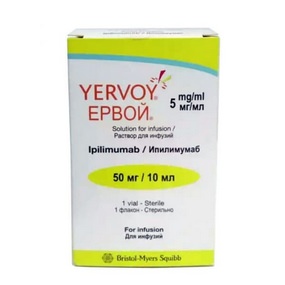 YERVOY®
ЕРВОЙ®
5 mg/ml
мг/мл
Solution for infusion /
Раствор для инфузий
Ipilimumab / Ипилимумаб
50 мг / 10 мл
1 vial - Sterile
1 флакон - Стерильно
For infusion
Для инфузий
Bristol-Myers Squibb